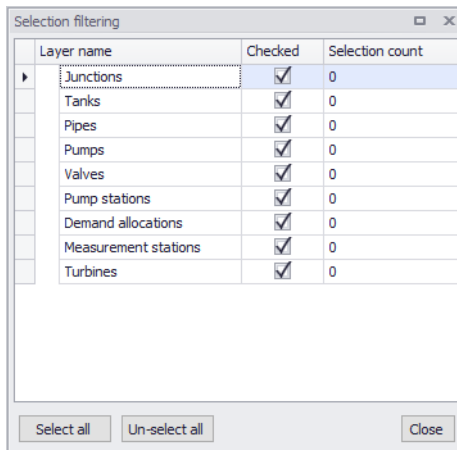 Selection filtering
Layer name Checked Selection count
Junctions 0
Tanks 0
Pipes 0
Pumps 0
Valves 0
Pump stations 0
Demand allocations 0
Measurement stations 0
Turbines 0
Select all Un-select all Close